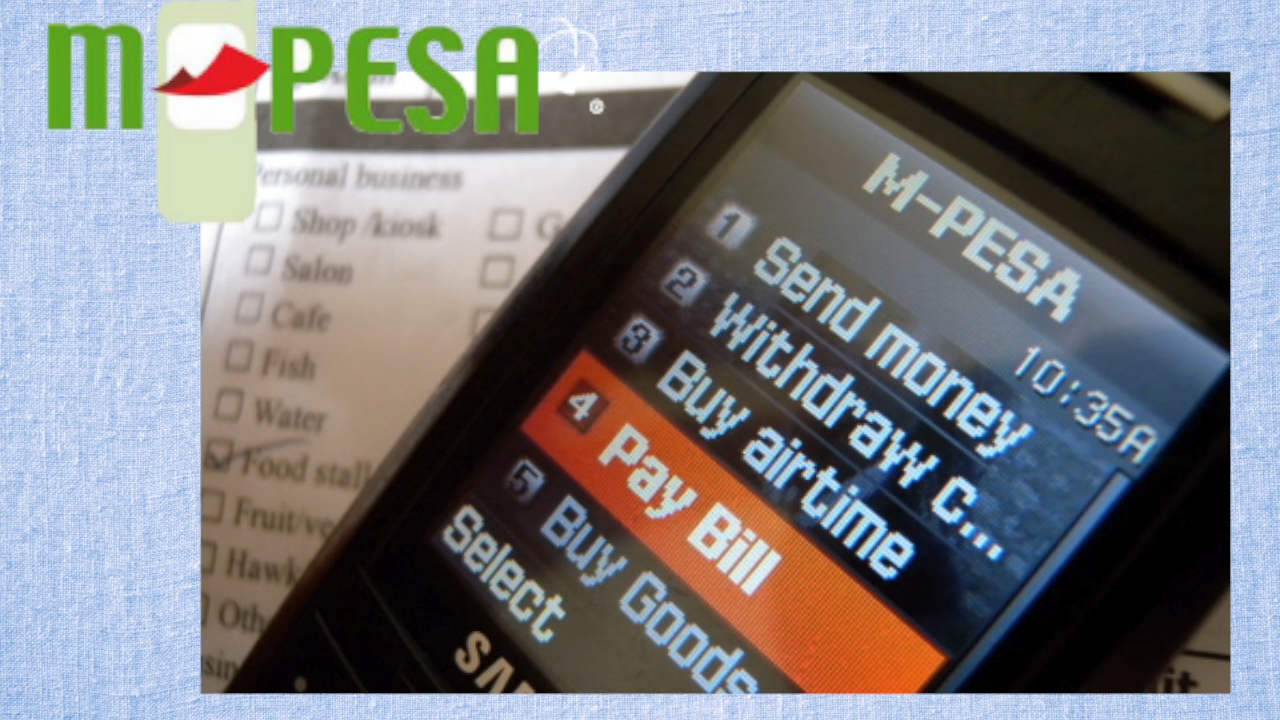 M-PESA
®
Personal business
Shop /kiosk
Salon
Cafe
Fish
Water
Food stall
M-PESA
10:35A
1 Send money
2 Withdraw c...
3 Buy airtime
4 Pay Bill
5 Buy Goods
Select